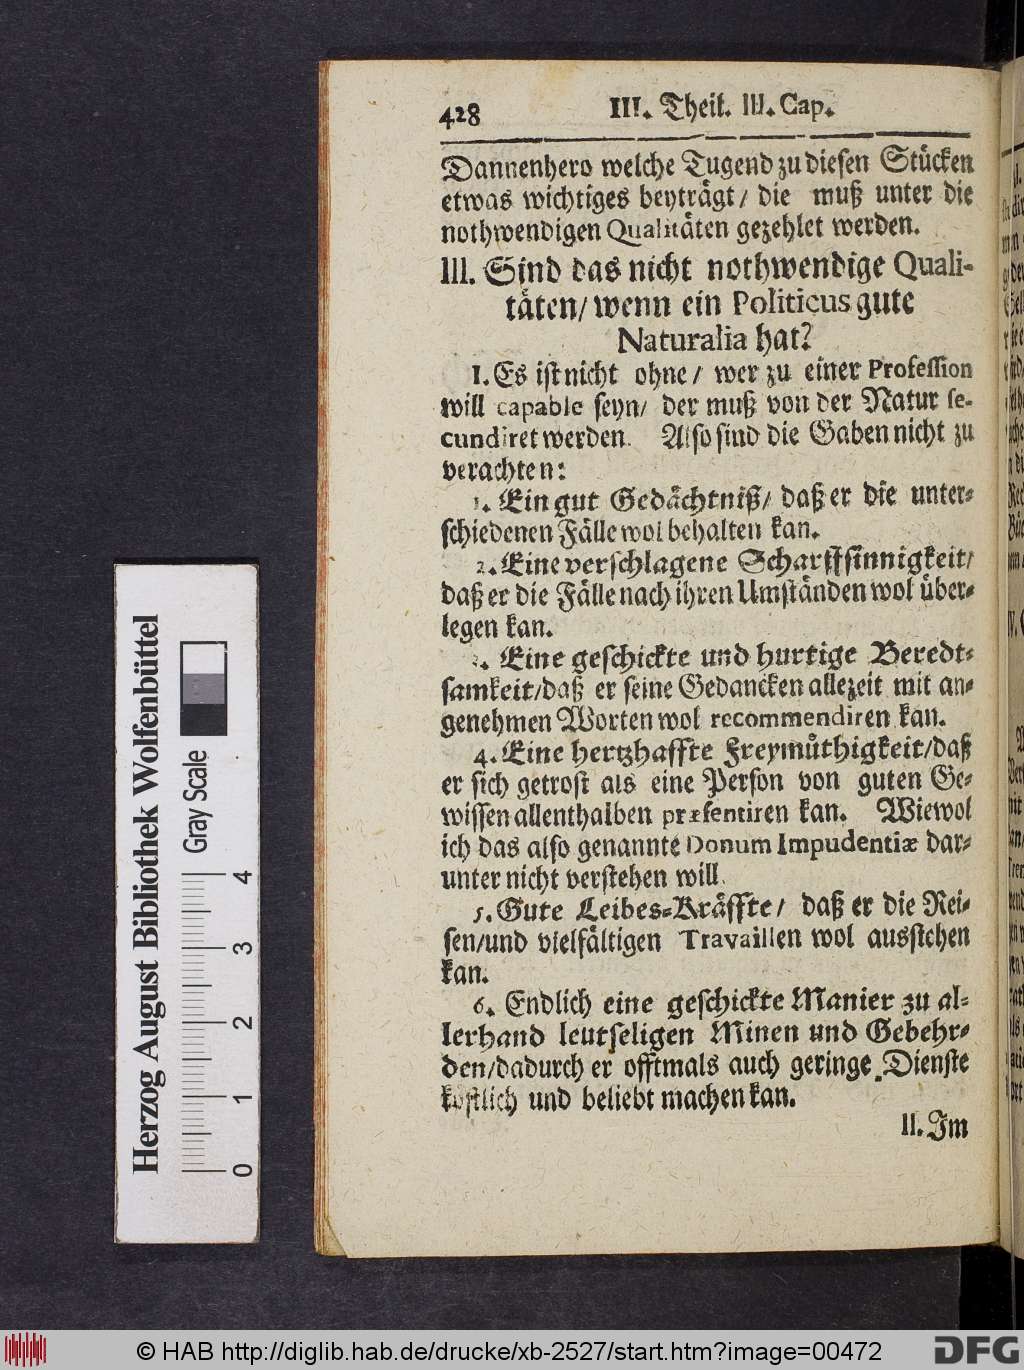 428 III. Theil. III. Cap.
Dannenhero welche Tugend zu diesen Stücken
etwas wichtiges beyträgt / die muß unter die
nothwendigen Qualitäten gezehlet werden.
III. Sind das nicht nothwendige Quali-
täten / wenn ein Politicus gute
Naturalia hat?
I. Es ist nicht ohne / wer zu einer Profession
will capable seyn / der muß von der Natur se-
cundiret werden. Also sind die Gaben nicht zu
verachten:
1. Ein gut Gedächtniß / daß er die unter-
schiedenen Fälle wol behalten kan.
2. Eine verschlagene Scharffsinnigkeit /
daß er die Fälle nach ihren Umständen wol über-
legen kan.
3. Eine geschickte und hurtige Beredt-
samkeit / daß er seine Gedancken allezeit mit an-
genehmen Worten wol recommendiren kan.
4. Eine hertzhaffte Freymüthigkeit / daß
er sich getrost als eine Person von guten Ge-
wissen allenthalben præsentiren kan. Wiewol
ich das also genannte Donum Impudentiæ dar-
unter nicht verstehen will.
5. Gute Leibes-Kräffte / daß er die Rei-
sen / und vielfältigen Travaillen wol ausstehen
kan.
6. Endlich eine geschickte Manier zu al-
lerhand leutseligen Minen und Gebehr-
den / dadurch er offtmals auch geringe Dienste
köstlich und beliebt machen kan.
II. Im
Herzog August Bibliothek Wolfenbüttel
Gray Scale
0 1 2 3 4
© HAB http://diglib.hab.de/drucke/xb-2527/start.htm?image=00472
DFG